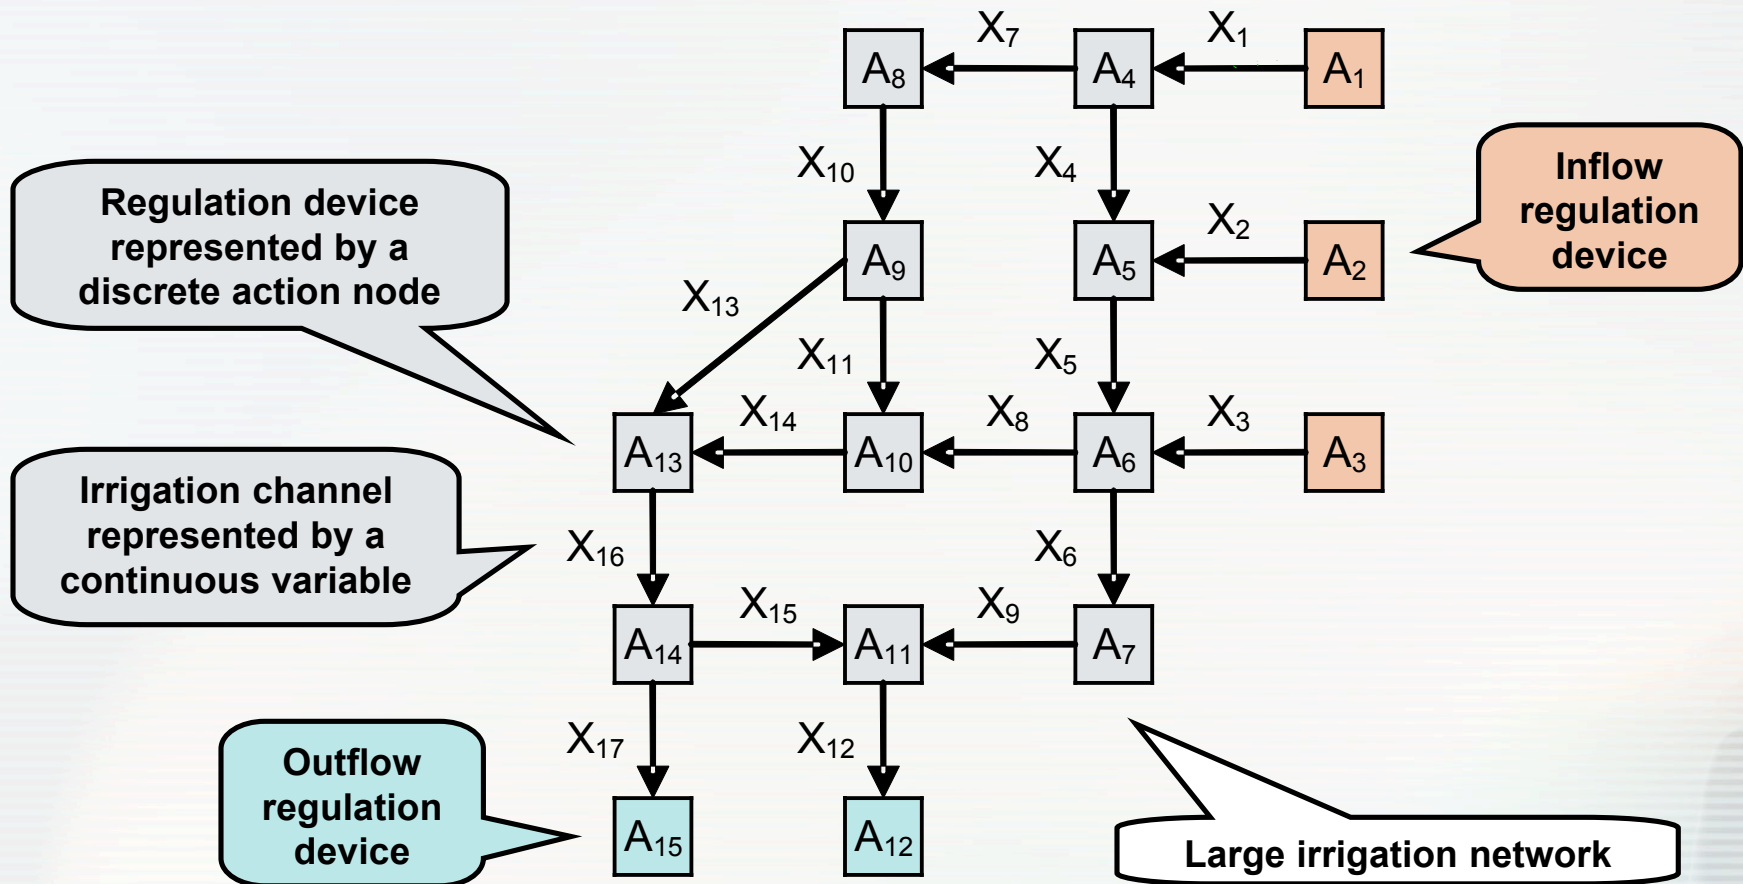 X₇ X₁
A₈ A₄ A₁
X₁₀ X₄
Regulation device
represented by a
discrete action node
Inflow
regulation
device
X₂
A₉ A₅ A₂
X₁₃
X₁₁ X₅
X₁₄ X₈ X₃
A₁₃ A₁₀ A₆ A₃
Irrigation channel
represented by a
continuous variable
X₁₆ X₆
X₁₅ X₉
A₁₄ A₁₁ A₇
X₁₇ X₁₂
Outflow
regulation
device
A₁₅ A₁₂
Large irrigation network